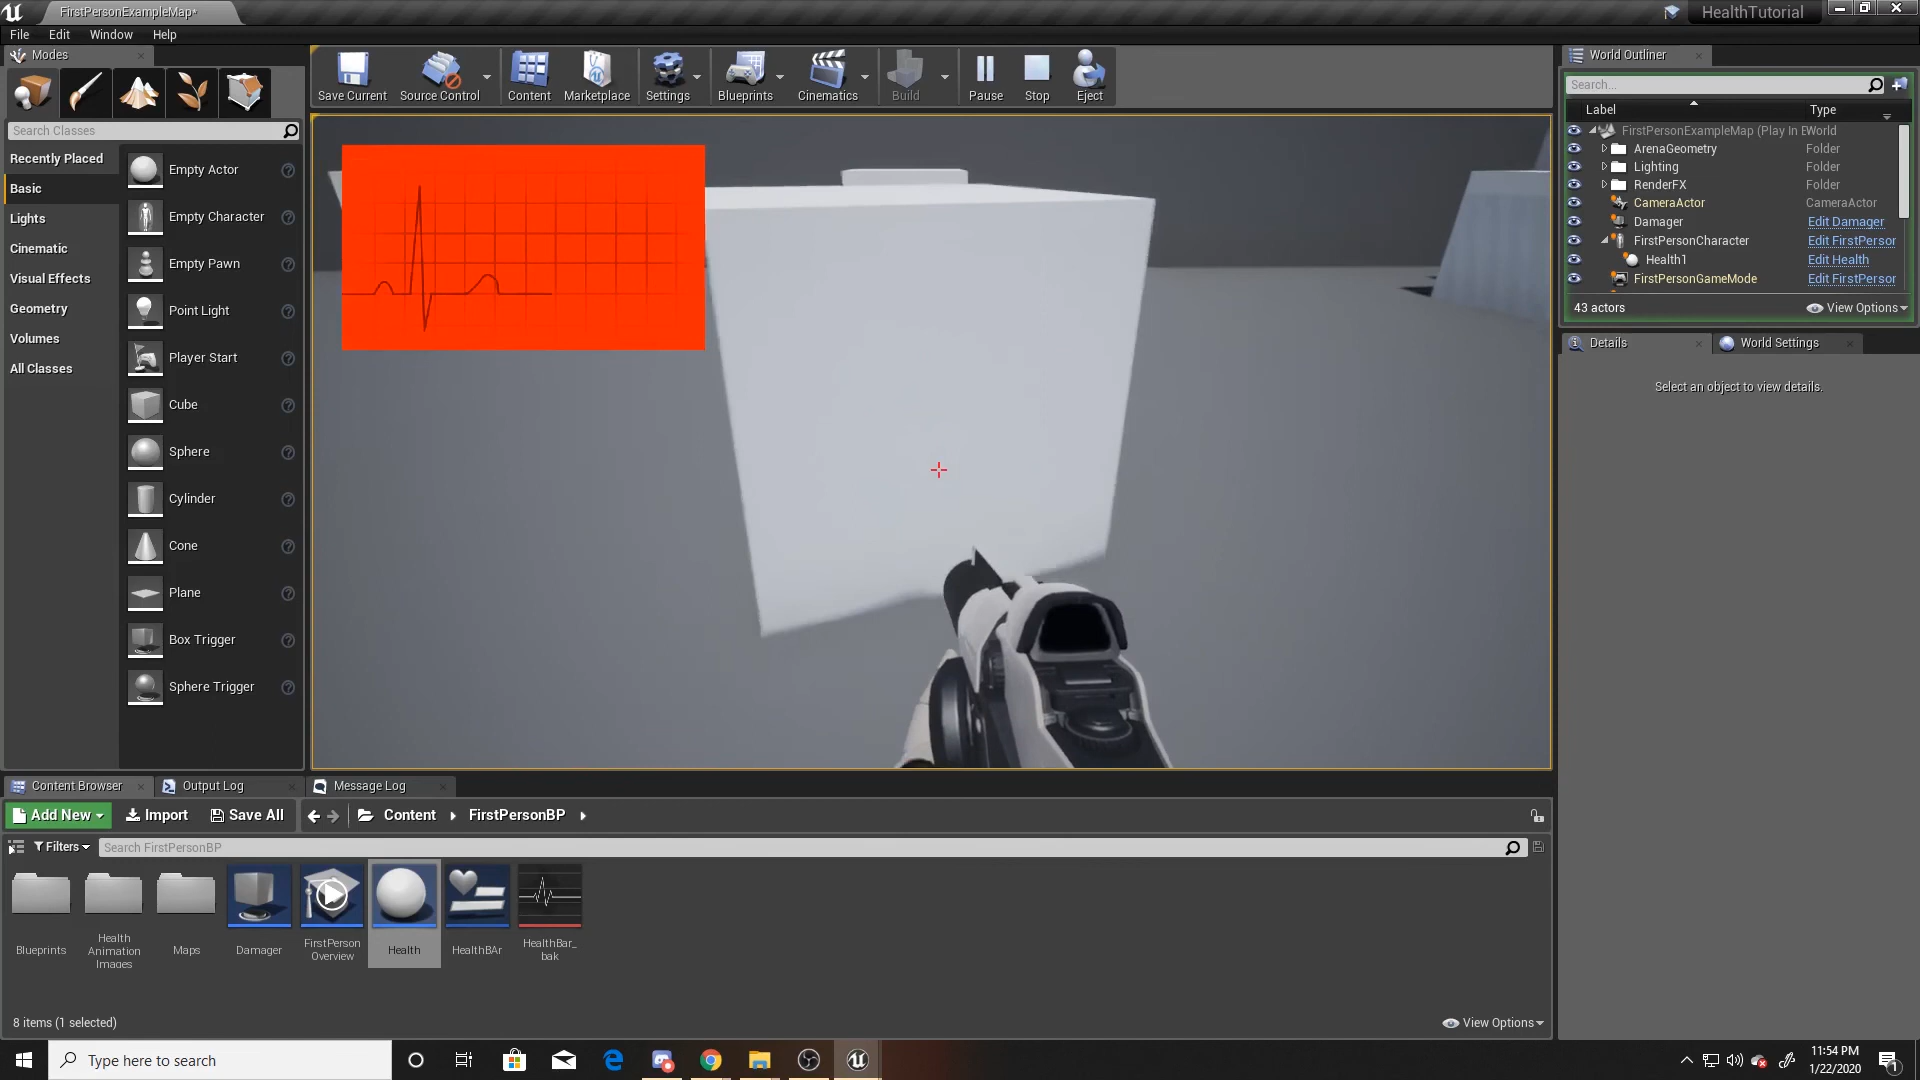 FirstPersonExampleMap*
HealthTutorial
File Edit Window Help
Modes
Search Classes
Recently Placed
Basic
Lights
Cinematic
Visual Effects
Geometry
Volumes
All Classes
Empty Actor
Empty Character
Empty Pawn
Point Light
Player Start
Cube
Sphere
Cylinder
Cone
Plane
Box Trigger
Sphere Trigger
Save Current Source Control Content Marketplace Settings Blueprints Cinematics Build Pause Stop Eject
World Outliner
Search...
Label Type
FirstPersonExampleMap (Play In E World
ArenaGeometry Folder
Lighting Folder
RenderFX Folder
CameraActor CameraActor
Damager Edit Damager
FirstPersonCharacter Edit FirstPerson
Health1 Edit Health
FirstPersonGameMode Edit FirstPerson
43 actors View Options
Details World Settings
Select an object to view details.
Content Browser Output Log Message Log
Add New Import Save All Content FirstPersonBP
Filters Search FirstPersonBP
Blueprints
Health
Animation
Images
Maps
Damager
FirstPerson
Overview
Health
HealthBAr
HealthBar_
bak
8 items (1 selected) View Options
Type here to search
11:54 PM
1/22/2020
1